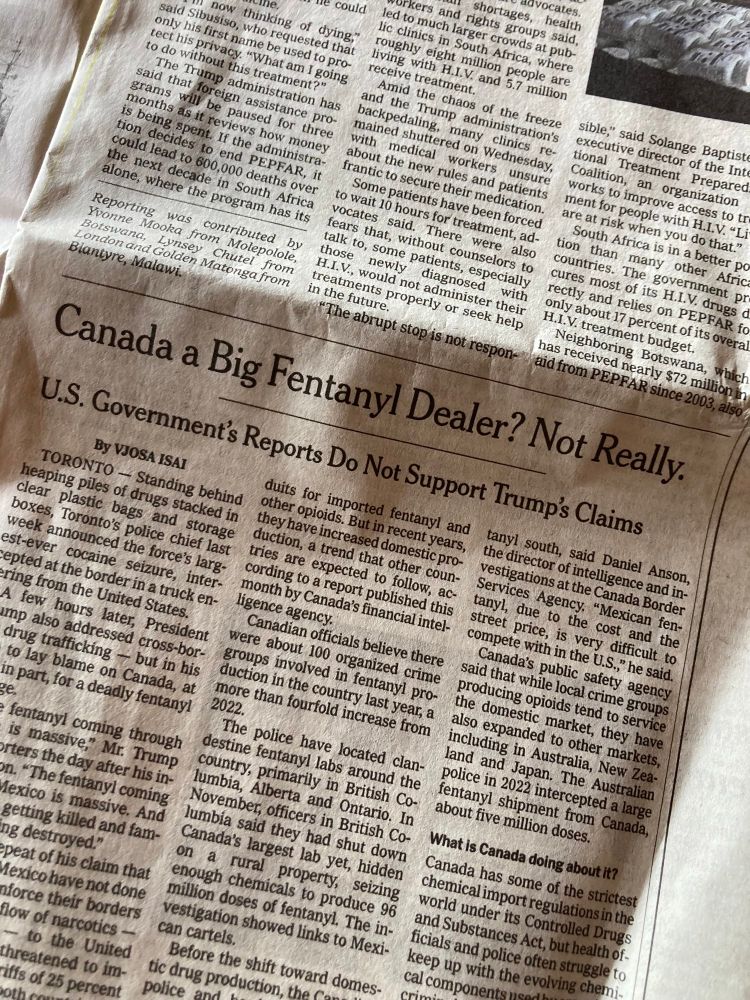 now thinking of dying,"
said Sibusiso, who requested that
only his first name be used to pro-
tect his privacy. "What am I going
to do without this treatment?"
The Trump administration has
said that foreign assistance pro-
grams will be paused for three
months as it reviews how money
is being spent. If the administra-
tion decides to end PEPFAR, it
could lead to 600,000 deaths over
the next decade in South Africa
alone, where the program has its
Reporting was contributed by
Yvonne Mooka from Molepolole,
Botswana, Lynsey Chutel from
London and Golden Matonga from
Blantyre, Malawi.
he could
advocates.
shortages, health
workers and rights groups said,
led to much larger crowds at pub-
lic clinics in South Africa, where
roughly eight million people are
living with H.I.V. and 5.7 million
receive treatment.
Amid the chaos of the freeze
and the Trump administration's
backpedaling, many clinics re-
mained shuttered on Wednesday,
with medical workers unsure
about the new rules and patients
frantic to secure their medication.
Some patients have been forced
to wait 10 hours for treatment, ad-
vocates said. There were also
fears that, without counselors to
talk to, some patients, especially
those newly diagnosed with
H.I.V., would not administer their
treatments properly or seek help
in the future.
"The abrupt stop is not respon-
sible," said Solange Baptiste
executive director of the Inte
tional Treatment Prepared
Coalition, an organization
works to improve access to tr
ment for people with H.I.V. "Li
are at risk when you do that."
South Africa is in a better po
tion than many other Africa
countries. The government pr
cures most of its H.I.V. drugs d
rectly and relies on PEPFAR fo
only about 17 percent of its overal
H.I.V. treatment budget.
Neighboring Botswana, which
has received nearly $72 million in
aid from PEPFAR since 2003, also
Canada a Big Fentanyl Dealer? Not Really.
U.S. Government's Reports Do Not Support Trump's Claims
By VJOSA ISAI
TORONTO — Standing behind
heaping piles of drugs stacked in
clear plastic bags and storage
boxes, Toronto's police chief last
week announced the force's larg-
est-ever cocaine seizure, inter-
cepted at the border in a truck en-
ering from the United States.
A few hours later, President
ump also addressed cross-bor-
drug trafficking — but in his
to lay blame on Canada, at
in part, for a deadly fentanyl
ge.
e fentanyl coming through
is massive," Mr. Trump
orters the day after his in-
on. "The fentanyl coming
Mexico is massive. And
getting killed and fam-
ng destroyed."
epeat of his claim that
Mexico have not done
nforce their borders
flow of narcotics —
— to the United
threatened to im-
riffs of 25 percent
both
duits for imported fentanyl and
other opioids. But in recent years,
they have increased domestic pro-
duction, a trend that other coun-
tries are expected to follow, ac-
cording to a report published this
month by Canada's financial intel-
ligence agency.
Canadian officials believe there
were about 100 organized crime
groups involved in fentanyl pro-
duction in the country last year, a
more than fourfold increase from
2022.
The police have located clan-
destine fentanyl labs around the
country, primarily in British Co-
lumbia, Alberta and Ontario. In
November, officers in British Co-
lumbia said they had shut down
Canada's largest lab yet, hidden
on a rural property, seizing
enough chemicals to produce 96
million doses of fentanyl. The in-
vestigation showed links to Mexi-
can cartels.
Before the shift toward domes-
tic drug production, the
police and
tanyl south, said Daniel Anson,
the director of intelligence and in-
vestigations at the Canada Border
Services Agency. "Mexican fen-
tanyl, due to the cost and the
street price, is very difficult to
compete with in the U.S.," he said.
Canada's public safety agency
said that while local crime groups
producing opioids tend to service
the domestic market, they have
also expanded to other markets,
including in Australia, New Zea-
land and Japan. The Australian
police in 2022 intercepted a large
fentanyl shipment from Canada,
about five million doses.
What is Canada doing about it?
Canada has some of the strictest
chemical import regulations in the
world under its Controlled Drugs
and Substances Act, but health of-
ficials and police often struggle to
keep up with the evolving chemi-
cal components used